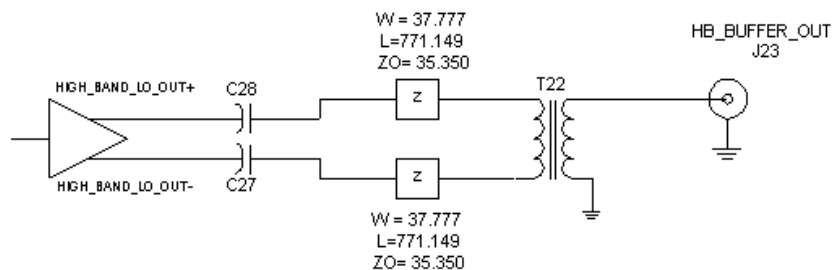 W = 37.777
L=771.149
ZO= 35.350
HB_BUFFER_OUT
J23
HIGH_BAND_LO_OUT+
C28
Z
T22
HIGH_BAND_LO_OUT-
C27
Z
W = 37.777
L=771.149
ZO= 35.350